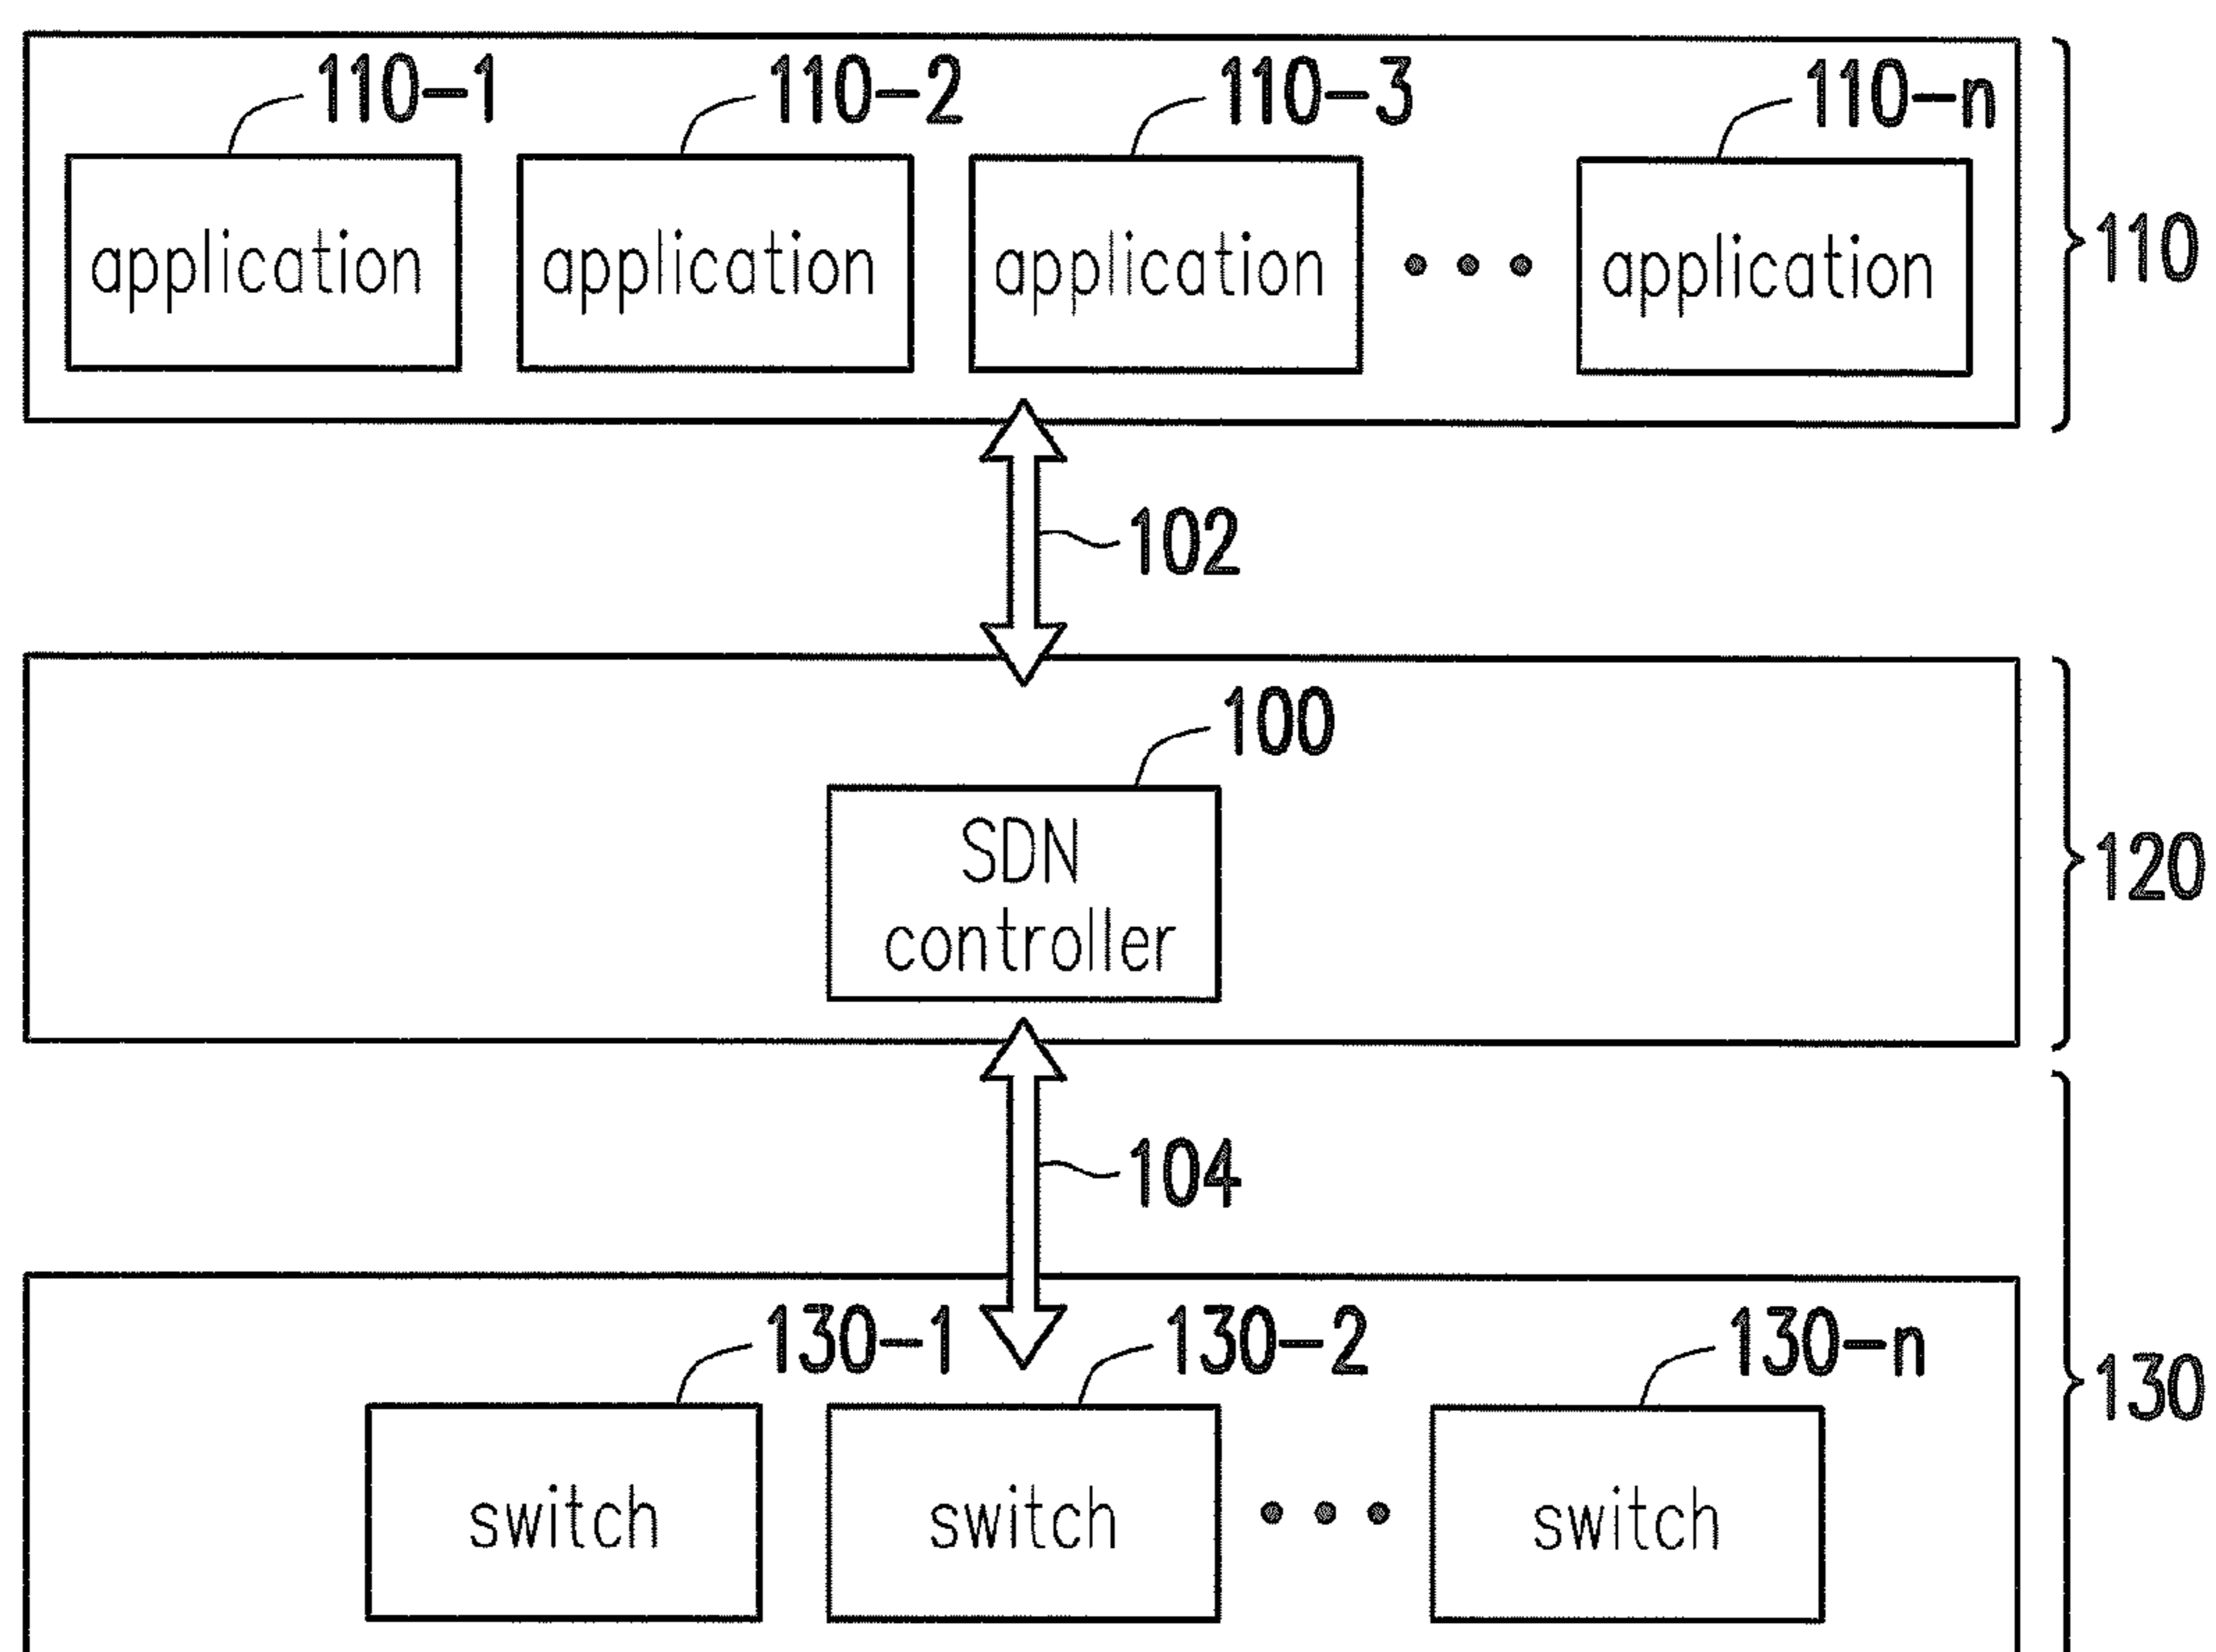 110-1 110-2 110-3 110-n
application application application application
110
102
100
SDN
controller
120
104
130-1 130-2 130-n
130
switch switch switch